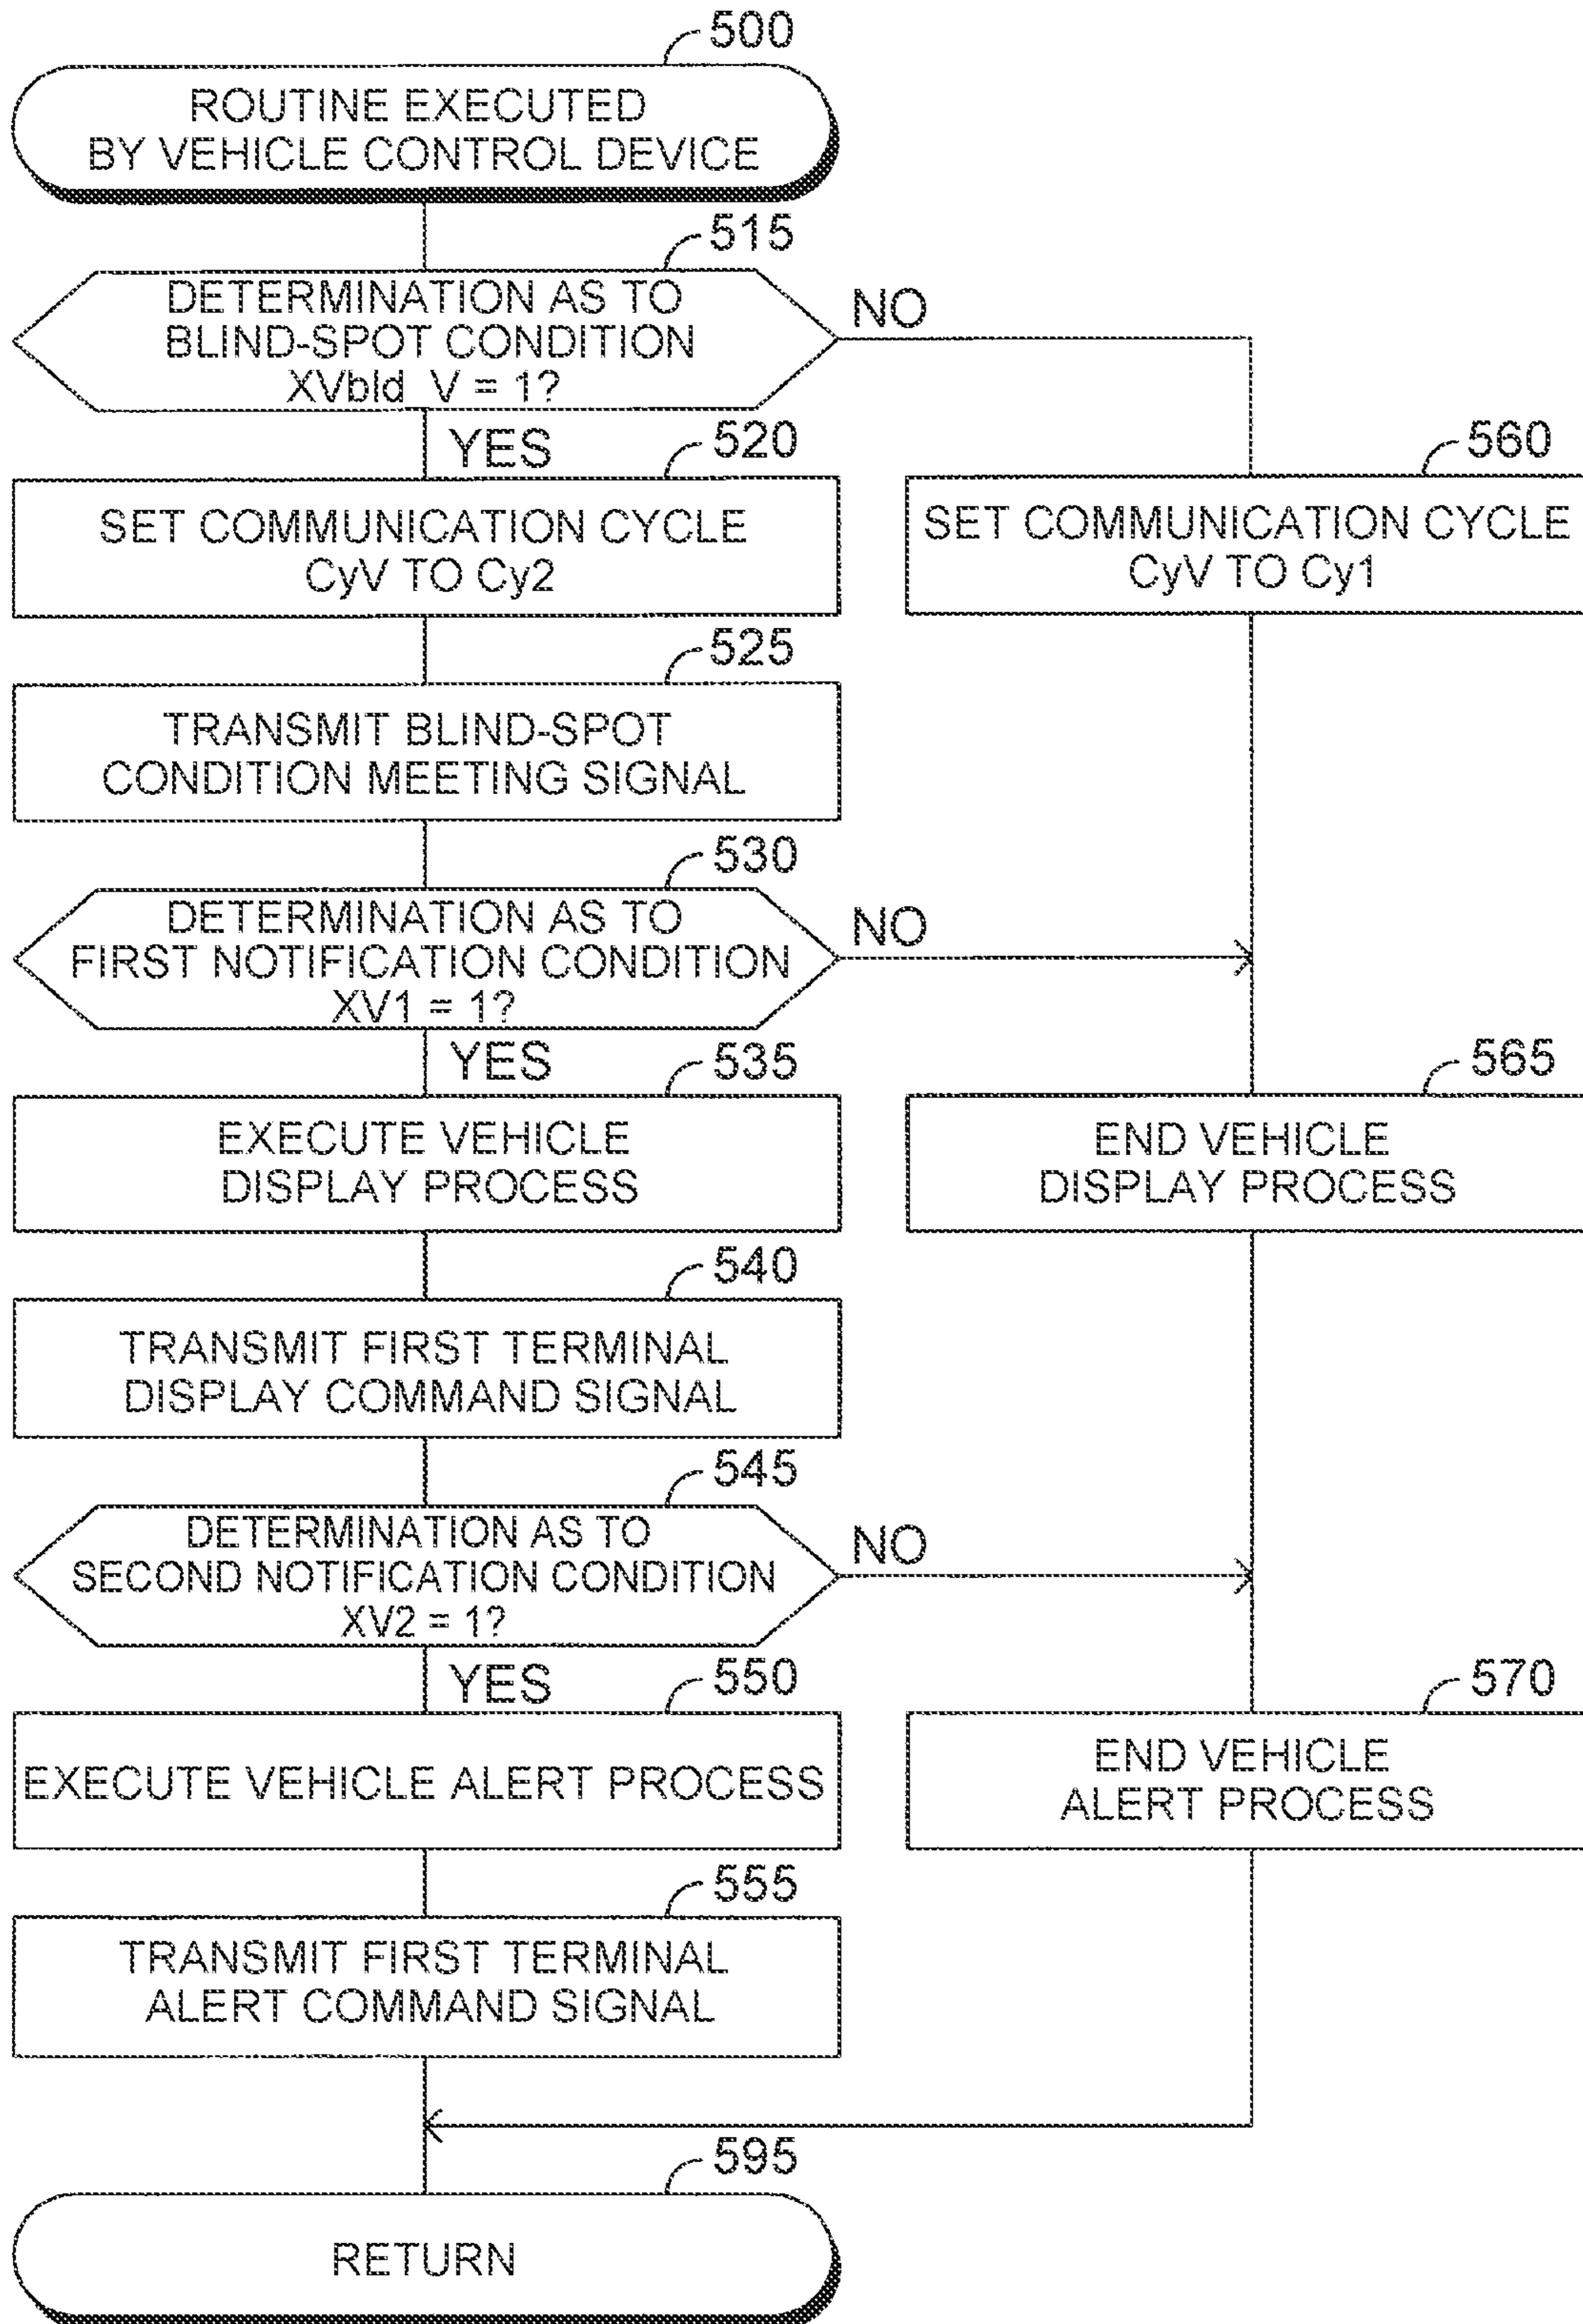 500
ROUTINE EXECUTED
BY VEHICLE CONTROL DEVICE
515
DETERMINATION AS TO
BLIND-SPOT CONDITION
XVbld V = 1?
NO
YES
520
SET COMMUNICATION CYCLE
CyV TO Cy2
560
SET COMMUNICATION CYCLE
CyV TO Cy1
525
TRANSMIT BLIND-SPOT
CONDITION MEETING SIGNAL
530
DETERMINATION AS TO
FIRST NOTIFICATION CONDITION
XV1 = 1?
NO
YES
535
EXECUTE VEHICLE
DISPLAY PROCESS
565
END VEHICLE
DISPLAY PROCESS
540
TRANSMIT FIRST TERMINAL
DISPLAY COMMAND SIGNAL
545
DETERMINATION AS TO
SECOND NOTIFICATION CONDITION
XV2 = 1?
NO
YES
550
EXECUTE VEHICLE ALERT PROCESS
570
END VEHICLE
ALERT PROCESS
555
TRANSMIT FIRST TERMINAL
ALERT COMMAND SIGNAL
595
RETURN